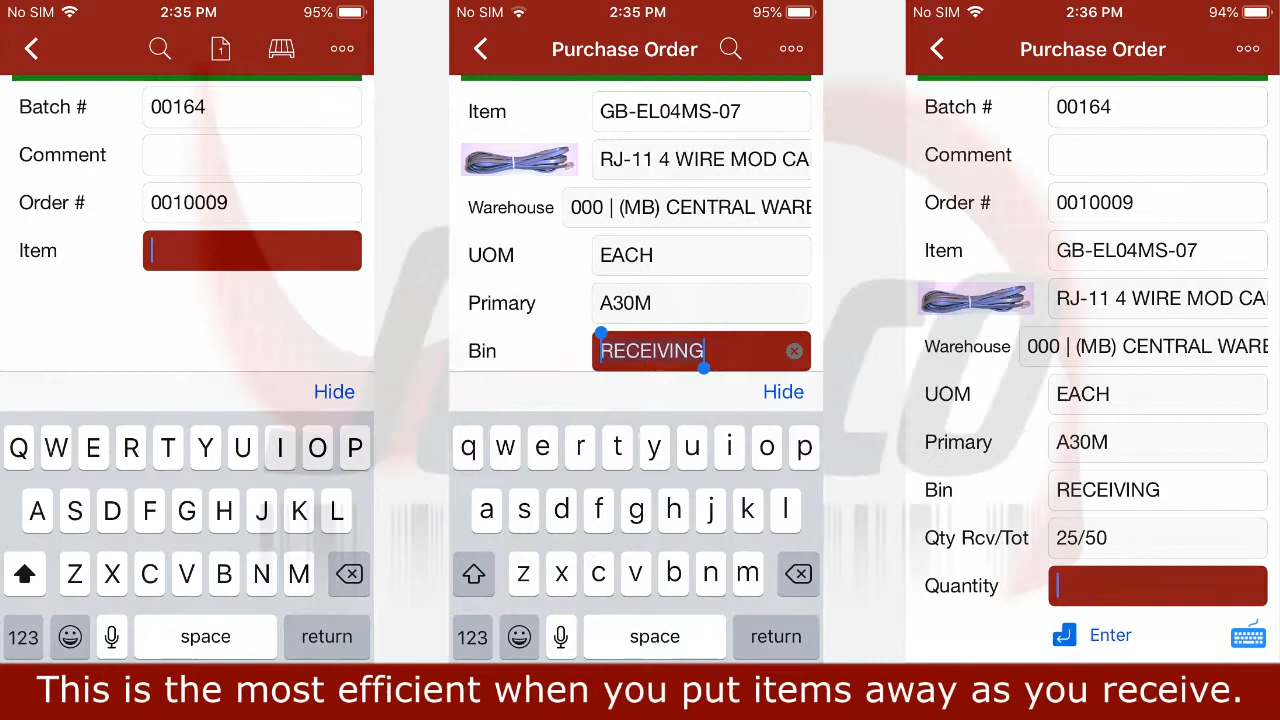 No SIM 2:35 PM 95%
Batch # 00164
Comment
Order # 0010009
Item
Hide
Q W E R T Y U I O P
A S D F G H J K L
Z X C V B N M
123 space return
No SIM 2:35 PM 95%
Purchase Order
Item GB-EL04MS-07
RJ-11 4 WIRE MOD CA
Warehouse 000 | (MB) CENTRAL WARE
UOM EACH
Primary A30M
Bin RECEIVING
Hide
q w e r t y u i o p
a s d f g h j k l
z x c v b n m
123 space return
No SIM 2:36 PM 94%
Purchase Order
Batch # 00164
Comment
Order # 0010009
Item GB-EL04MS-07
RJ-11 4 WIRE MOD CA
Warehouse 000 | (MB) CENTRAL WARE
UOM EACH
Primary A30M
Bin RECEIVING
Qty Rcv/Tot 25/50
Quantity
Enter
This is the most efficient when you put items away as you receive.